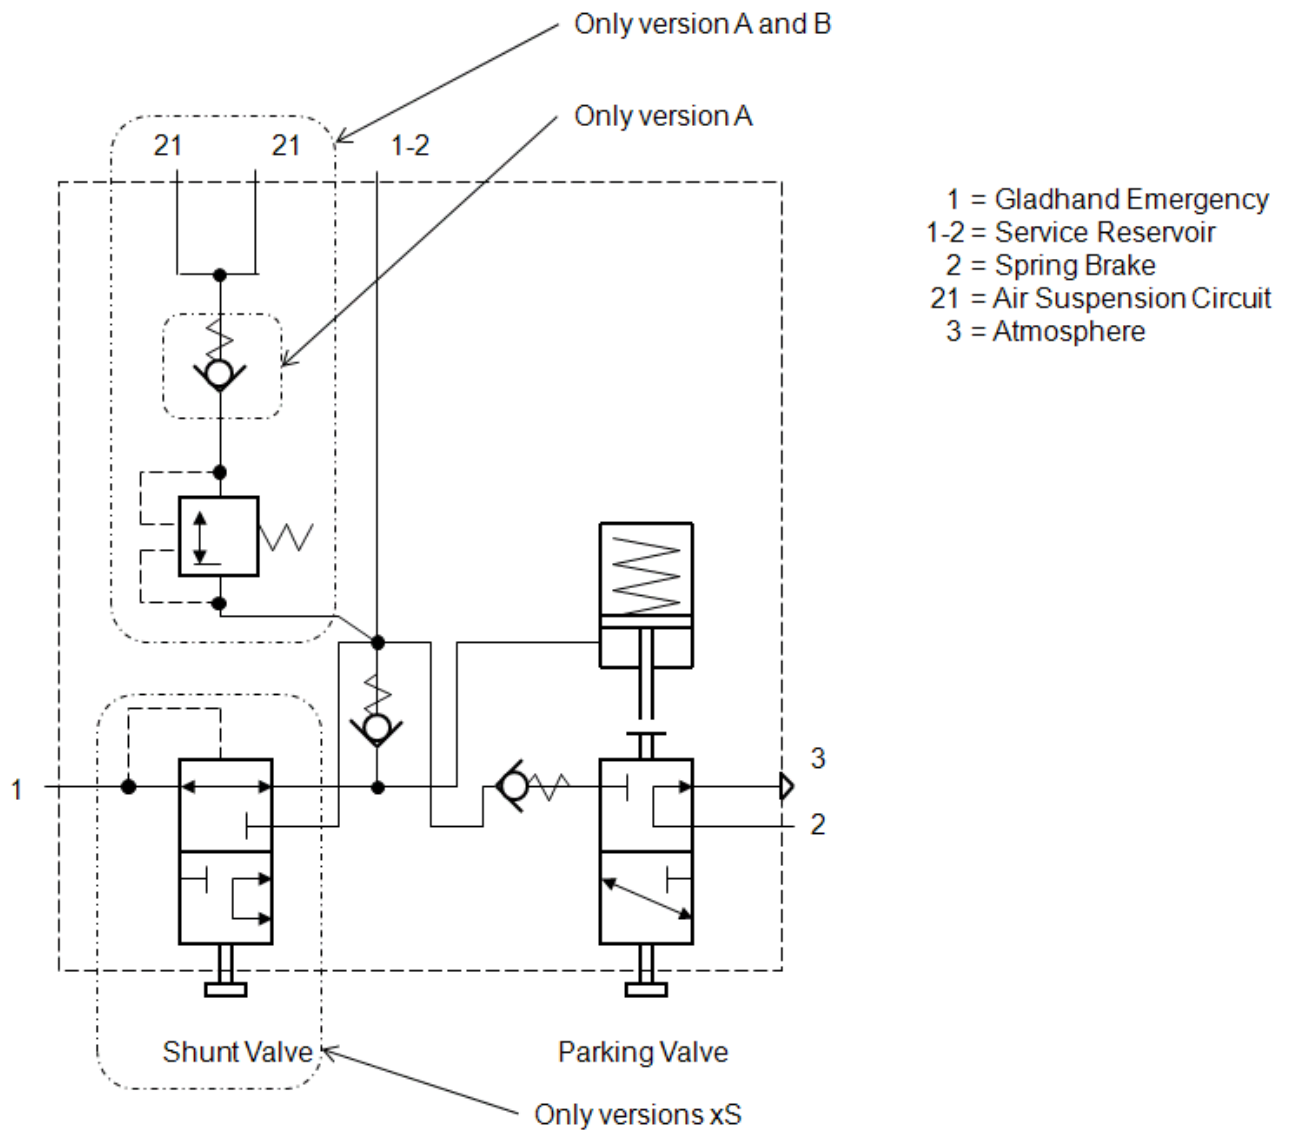 Only version A and B
Only version A
21 21 1-2
1 = Gladhand Emergency
1-2 = Service Reservoir
2 = Spring Brake
21 = Air Suspension Circuit
3 = Atmosphere
3
1
2
Shunt Valve Parking Valve
Only versions xS